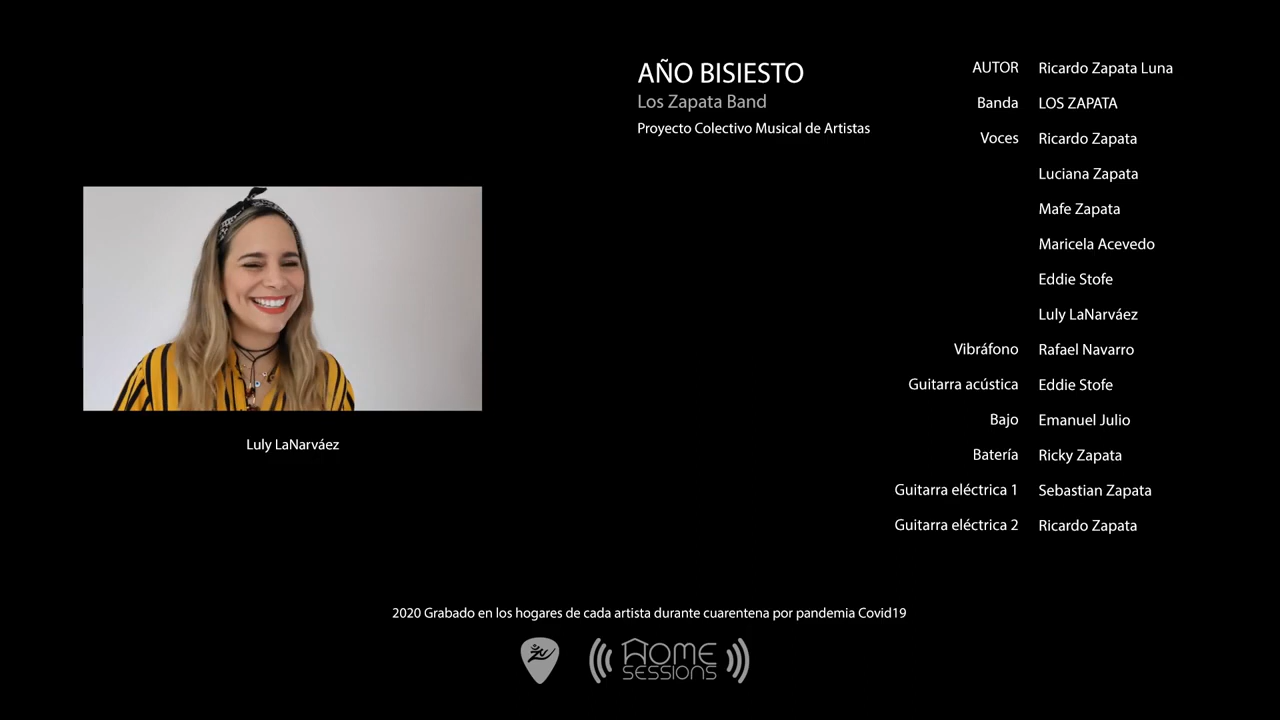 AÑO BISIESTO
Los Zapata Band
Proyecto Colectivo Musical de Artistas
AUTOR Ricardo Zapata Luna
Banda LOS ZAPATA
Voces Ricardo Zapata
Luciana Zapata
Mafe Zapata
Maricela Acevedo
Eddie Stofe
Luly LaNarváez
Vibráfono Rafael Navarro
Guitarra acústica Eddie Stofe
Bajo Emanuel Julio
Batería Ricky Zapata
Guitarra eléctrica 1 Sebastian Zapata
Guitarra eléctrica 2 Ricardo Zapata
Luly LaNarváez
2020 Grabado en los hogares de cada artista durante cuarentena por pandemia Covid19
HOME
SESSIONS